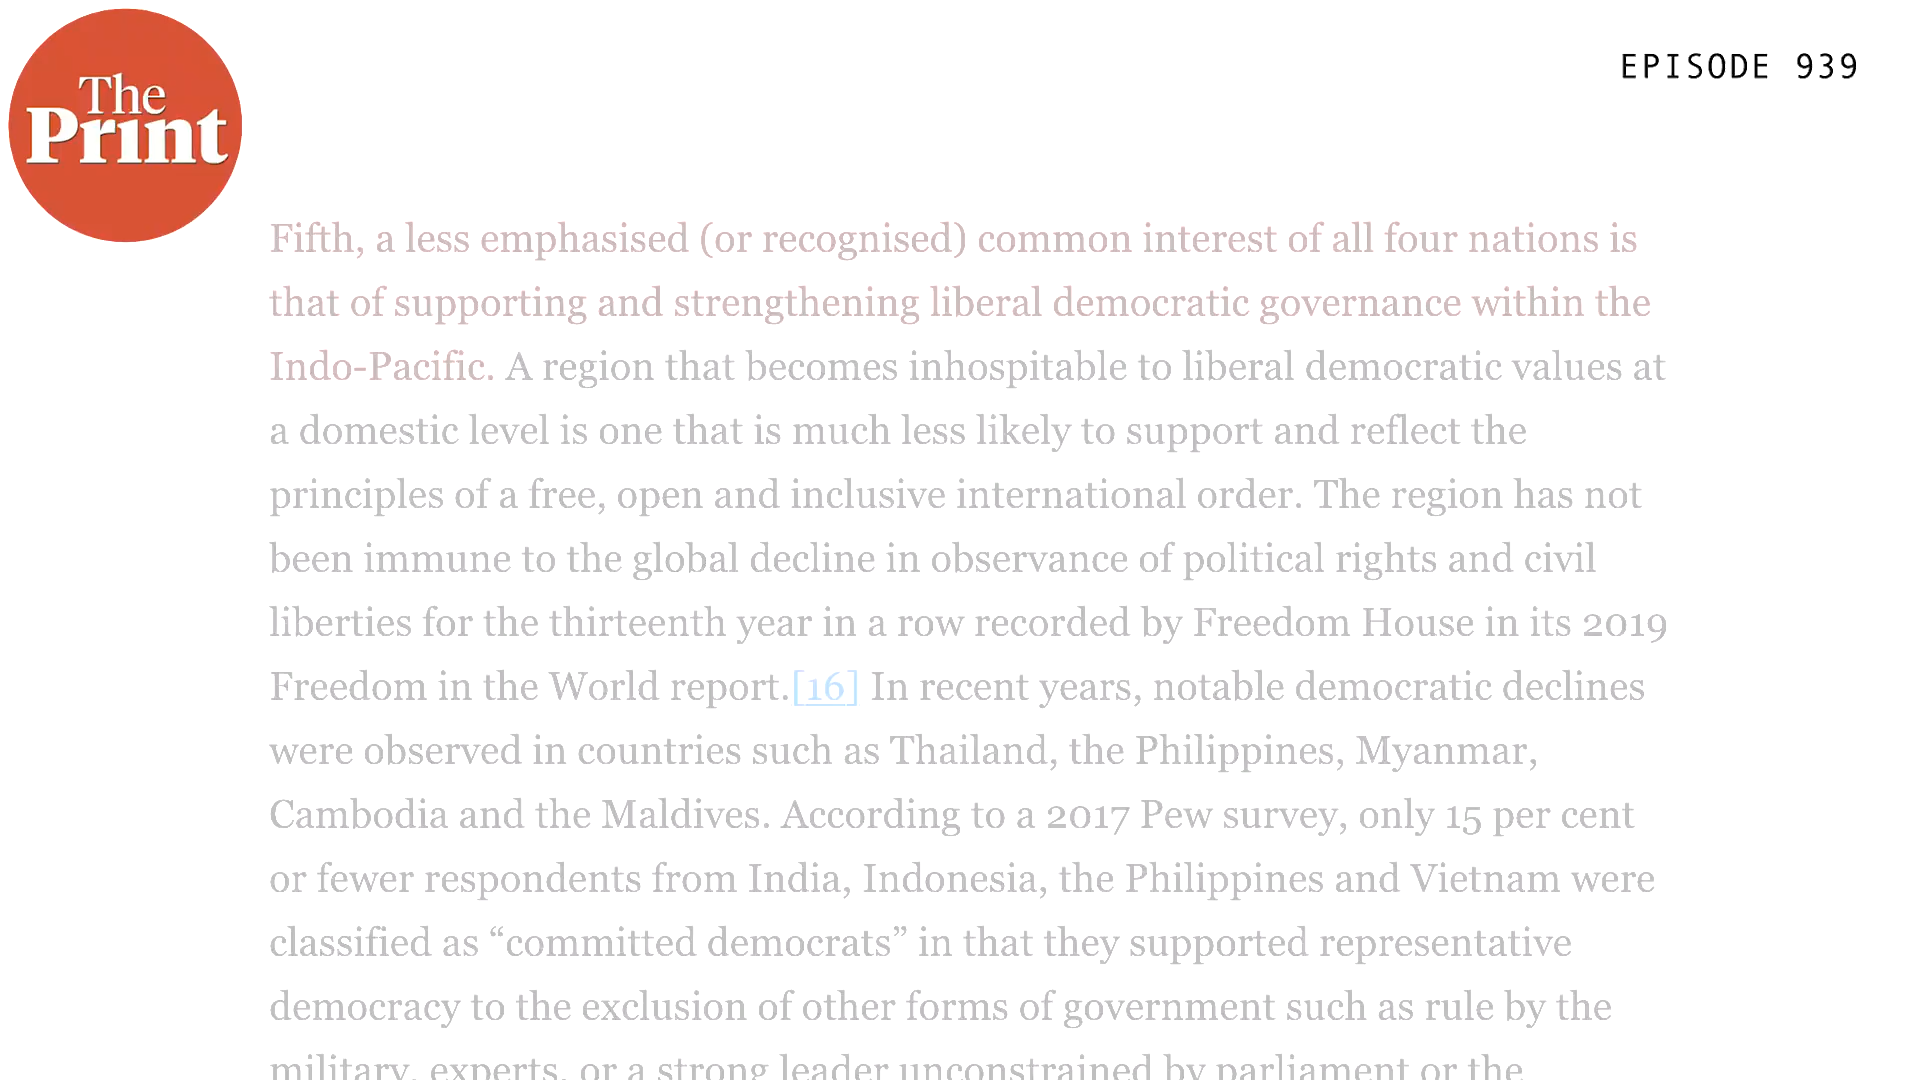 The
Print
EPISODE 939
Fifth, a less emphasised (or recognised) common interest of all four nations is
that of supporting and strengthening liberal democratic governance within the
Indo-Pacific. A region that becomes inhospitable to liberal democratic values at
a domestic level is one that is much less likely to support and reflect the
principles of a free, open and inclusive international order. The region has not
been immune to the global decline in observance of political rights and civil
liberties for the thirteenth year in a row recorded by Freedom House in its 2019
Freedom in the World report.[16] In recent years, notable democratic declines
were observed in countries such as Thailand, the Philippines, Myanmar,
Cambodia and the Maldives. According to a 2017 Pew survey, only 15 per cent
or fewer respondents from India, Indonesia, the Philippines and Vietnam were
classified as “committed democrats” in that they supported representative
democracy to the exclusion of other forms of government such as rule by the
military, experts, or a strong leader unconstrained by parliament or the